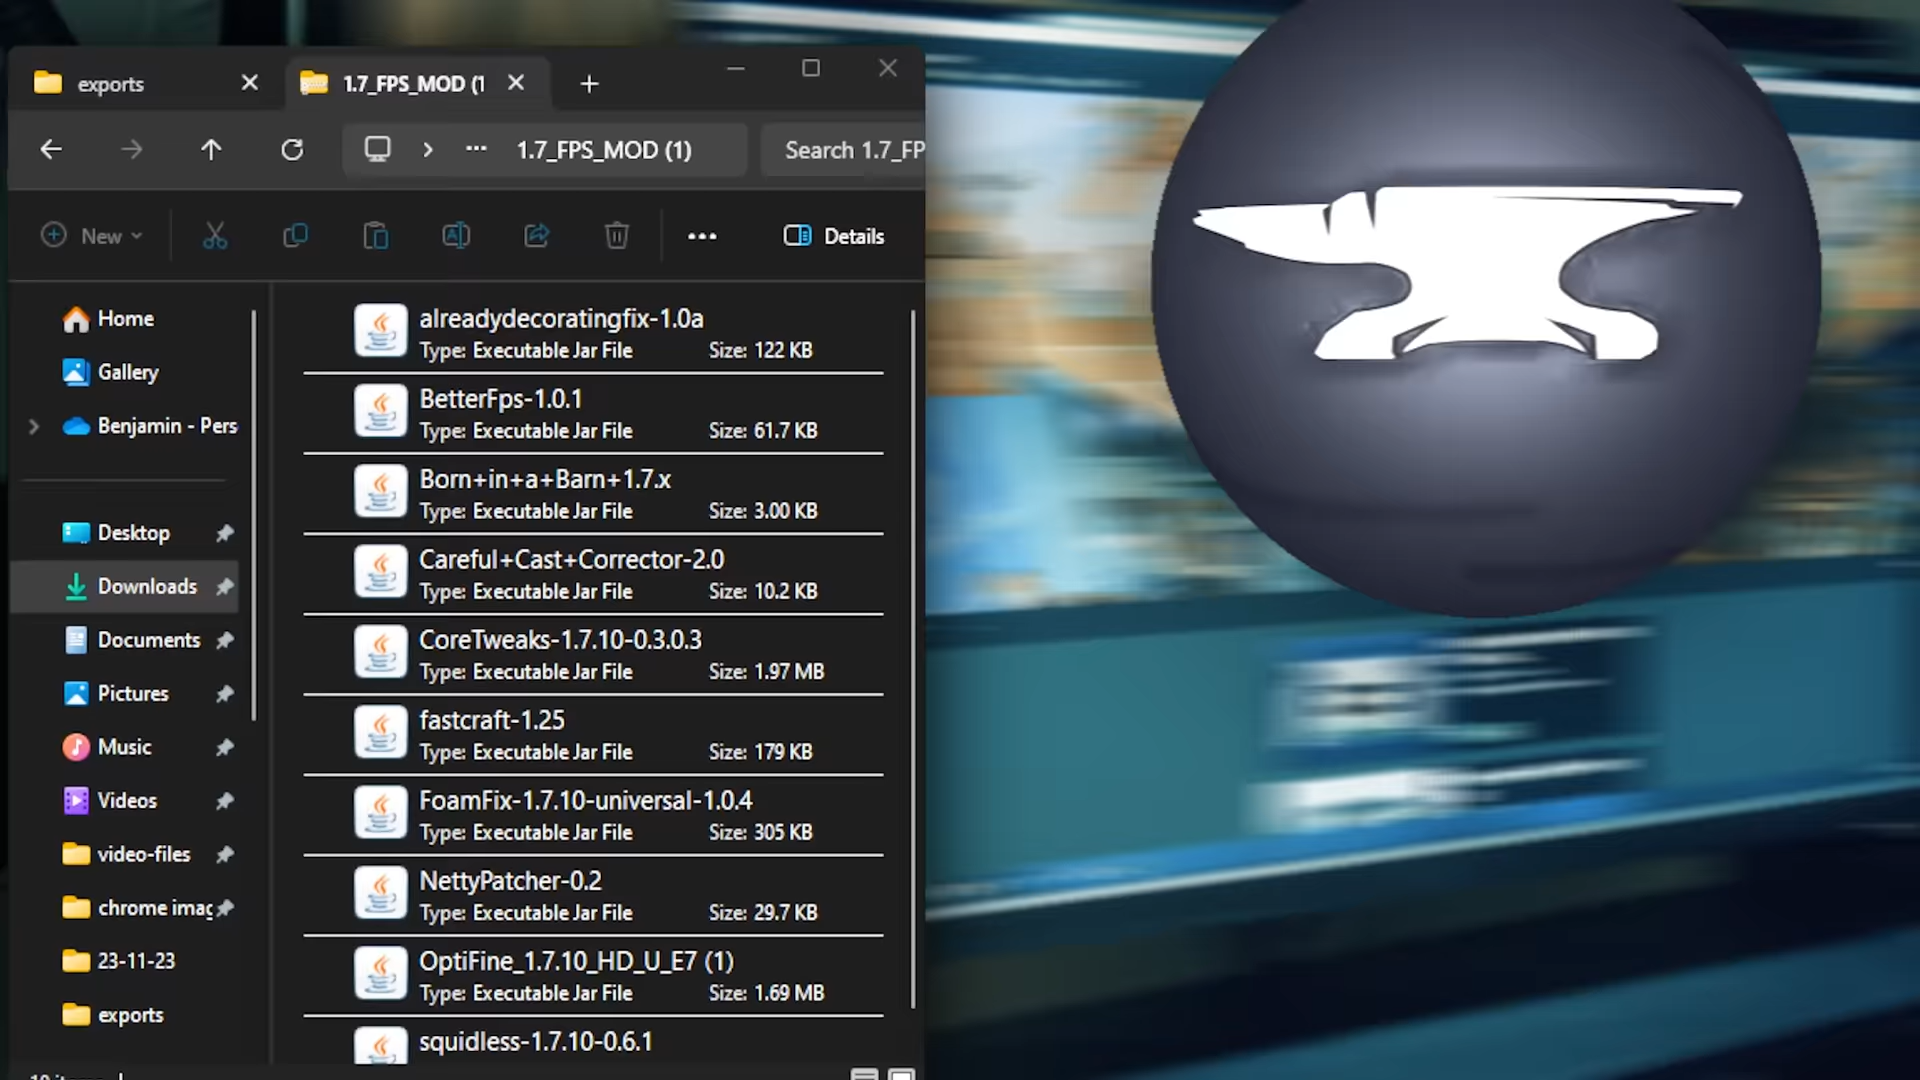 exports
1.7_FPS_MOD (1
1.7_FPS_MOD (1)
Search 1.7_FP
New
Details
Home
Gallery
Benjamin - Pers
Desktop
Downloads
Documents
Pictures
Music
Videos
video-files
chrome imag
23-11-23
exports
alreadydecoratingfix-1.0a
Type: Executable Jar File Size: 122 KB
BetterFps-1.0.1
Type: Executable Jar File Size: 61.7 KB
Born+in+a+Barn+1.7.x
Type: Executable Jar File Size: 3.00 KB
Careful+Cast+Corrector-2.0
Type: Executable Jar File Size: 10.2 KB
CoreTweaks-1.7.10-0.3.0.3
Type: Executable Jar File Size: 1.97 MB
fastcraft-1.25
Type: Executable Jar File Size: 179 KB
FoamFix-1.7.10-universal-1.0.4
Type: Executable Jar File Size: 305 KB
NettyPatcher-0.2
Type: Executable Jar File Size: 29.7 KB
OptiFine_1.7.10_HD_U_E7 (1)
Type: Executable Jar File Size: 1.69 MB
squidless-1.7.10-0.6.1